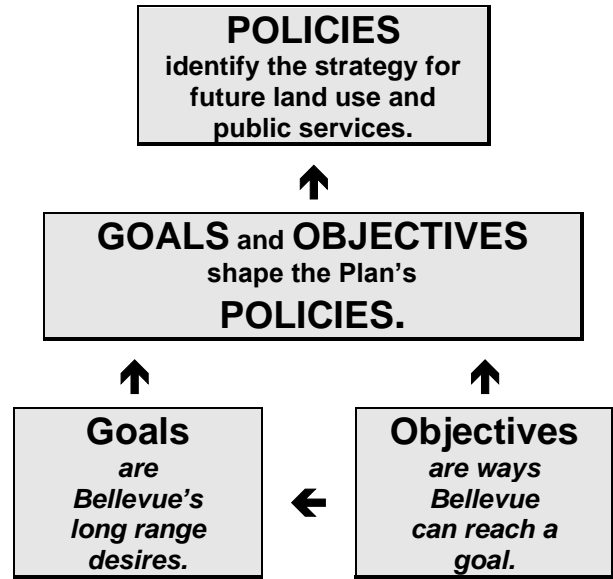 POLICIES
identify the strategy for
future land use and
public services.
GOALS and OBJECTIVES
shape the Plan's
POLICIES.
Goals
are
Bellevue's
long range
desires.
Objectives
are ways
Bellevue
can reach a
goal.